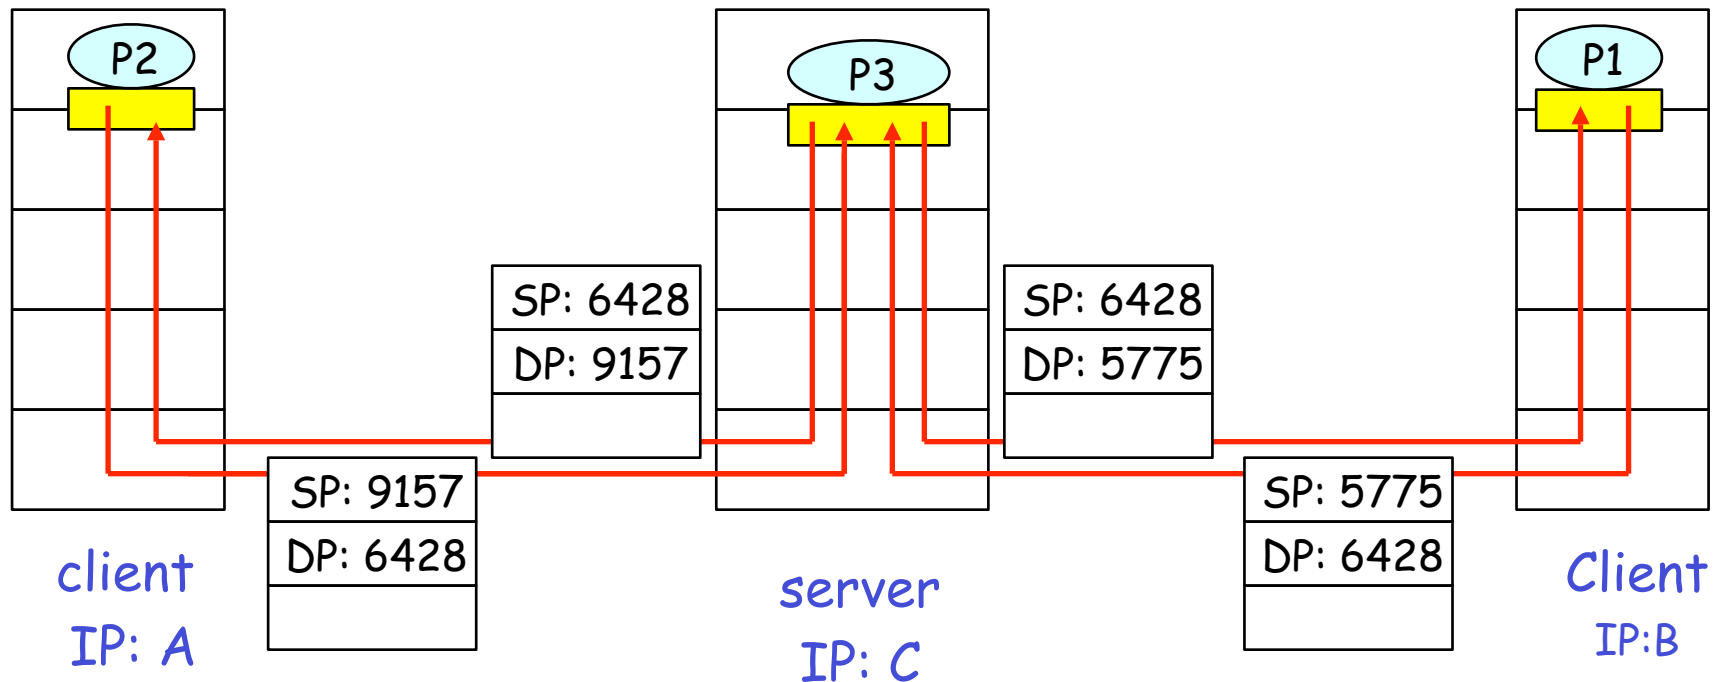 P2
P3
P1
SP: 6428
DP: 9157
SP: 6428
DP: 5775
SP: 9157
DP: 6428
SP: 5775
DP: 6428
client
IP: A
server
IP: C
Client
IP:B